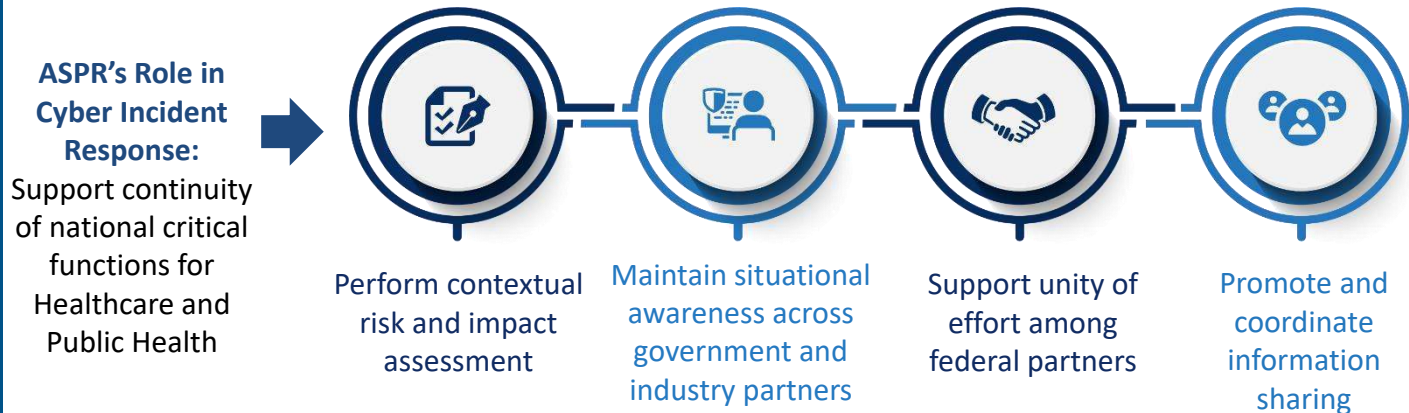 ASPR’s Role in
Cyber Incident
Response:
Support continuity
of national critical
functions for
Healthcare and
Public Health
Perform contextual
risk and impact
assessment
Maintain situational
awareness across
government and
industry partners
Support unity of
effort among
federal partners
Promote and
coordinate
information
sharing